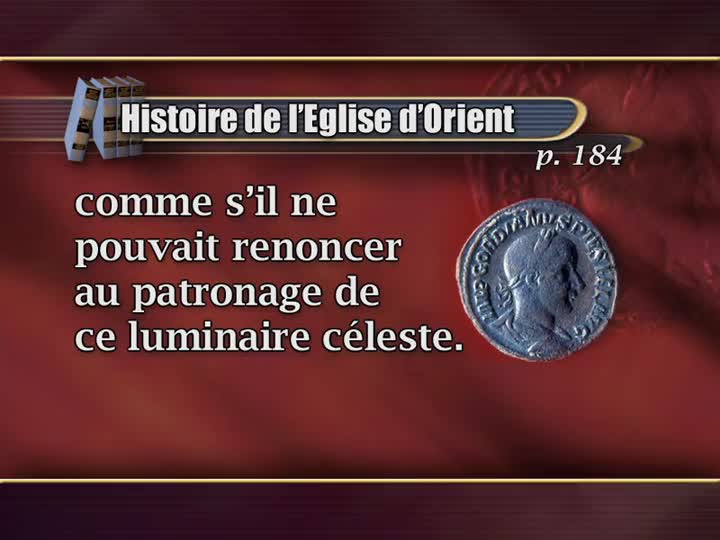 Histoire de l'Eglise d'Orient
p. 184
comme s'il ne
pouvait renoncer
au patronage de
ce luminaire céleste.